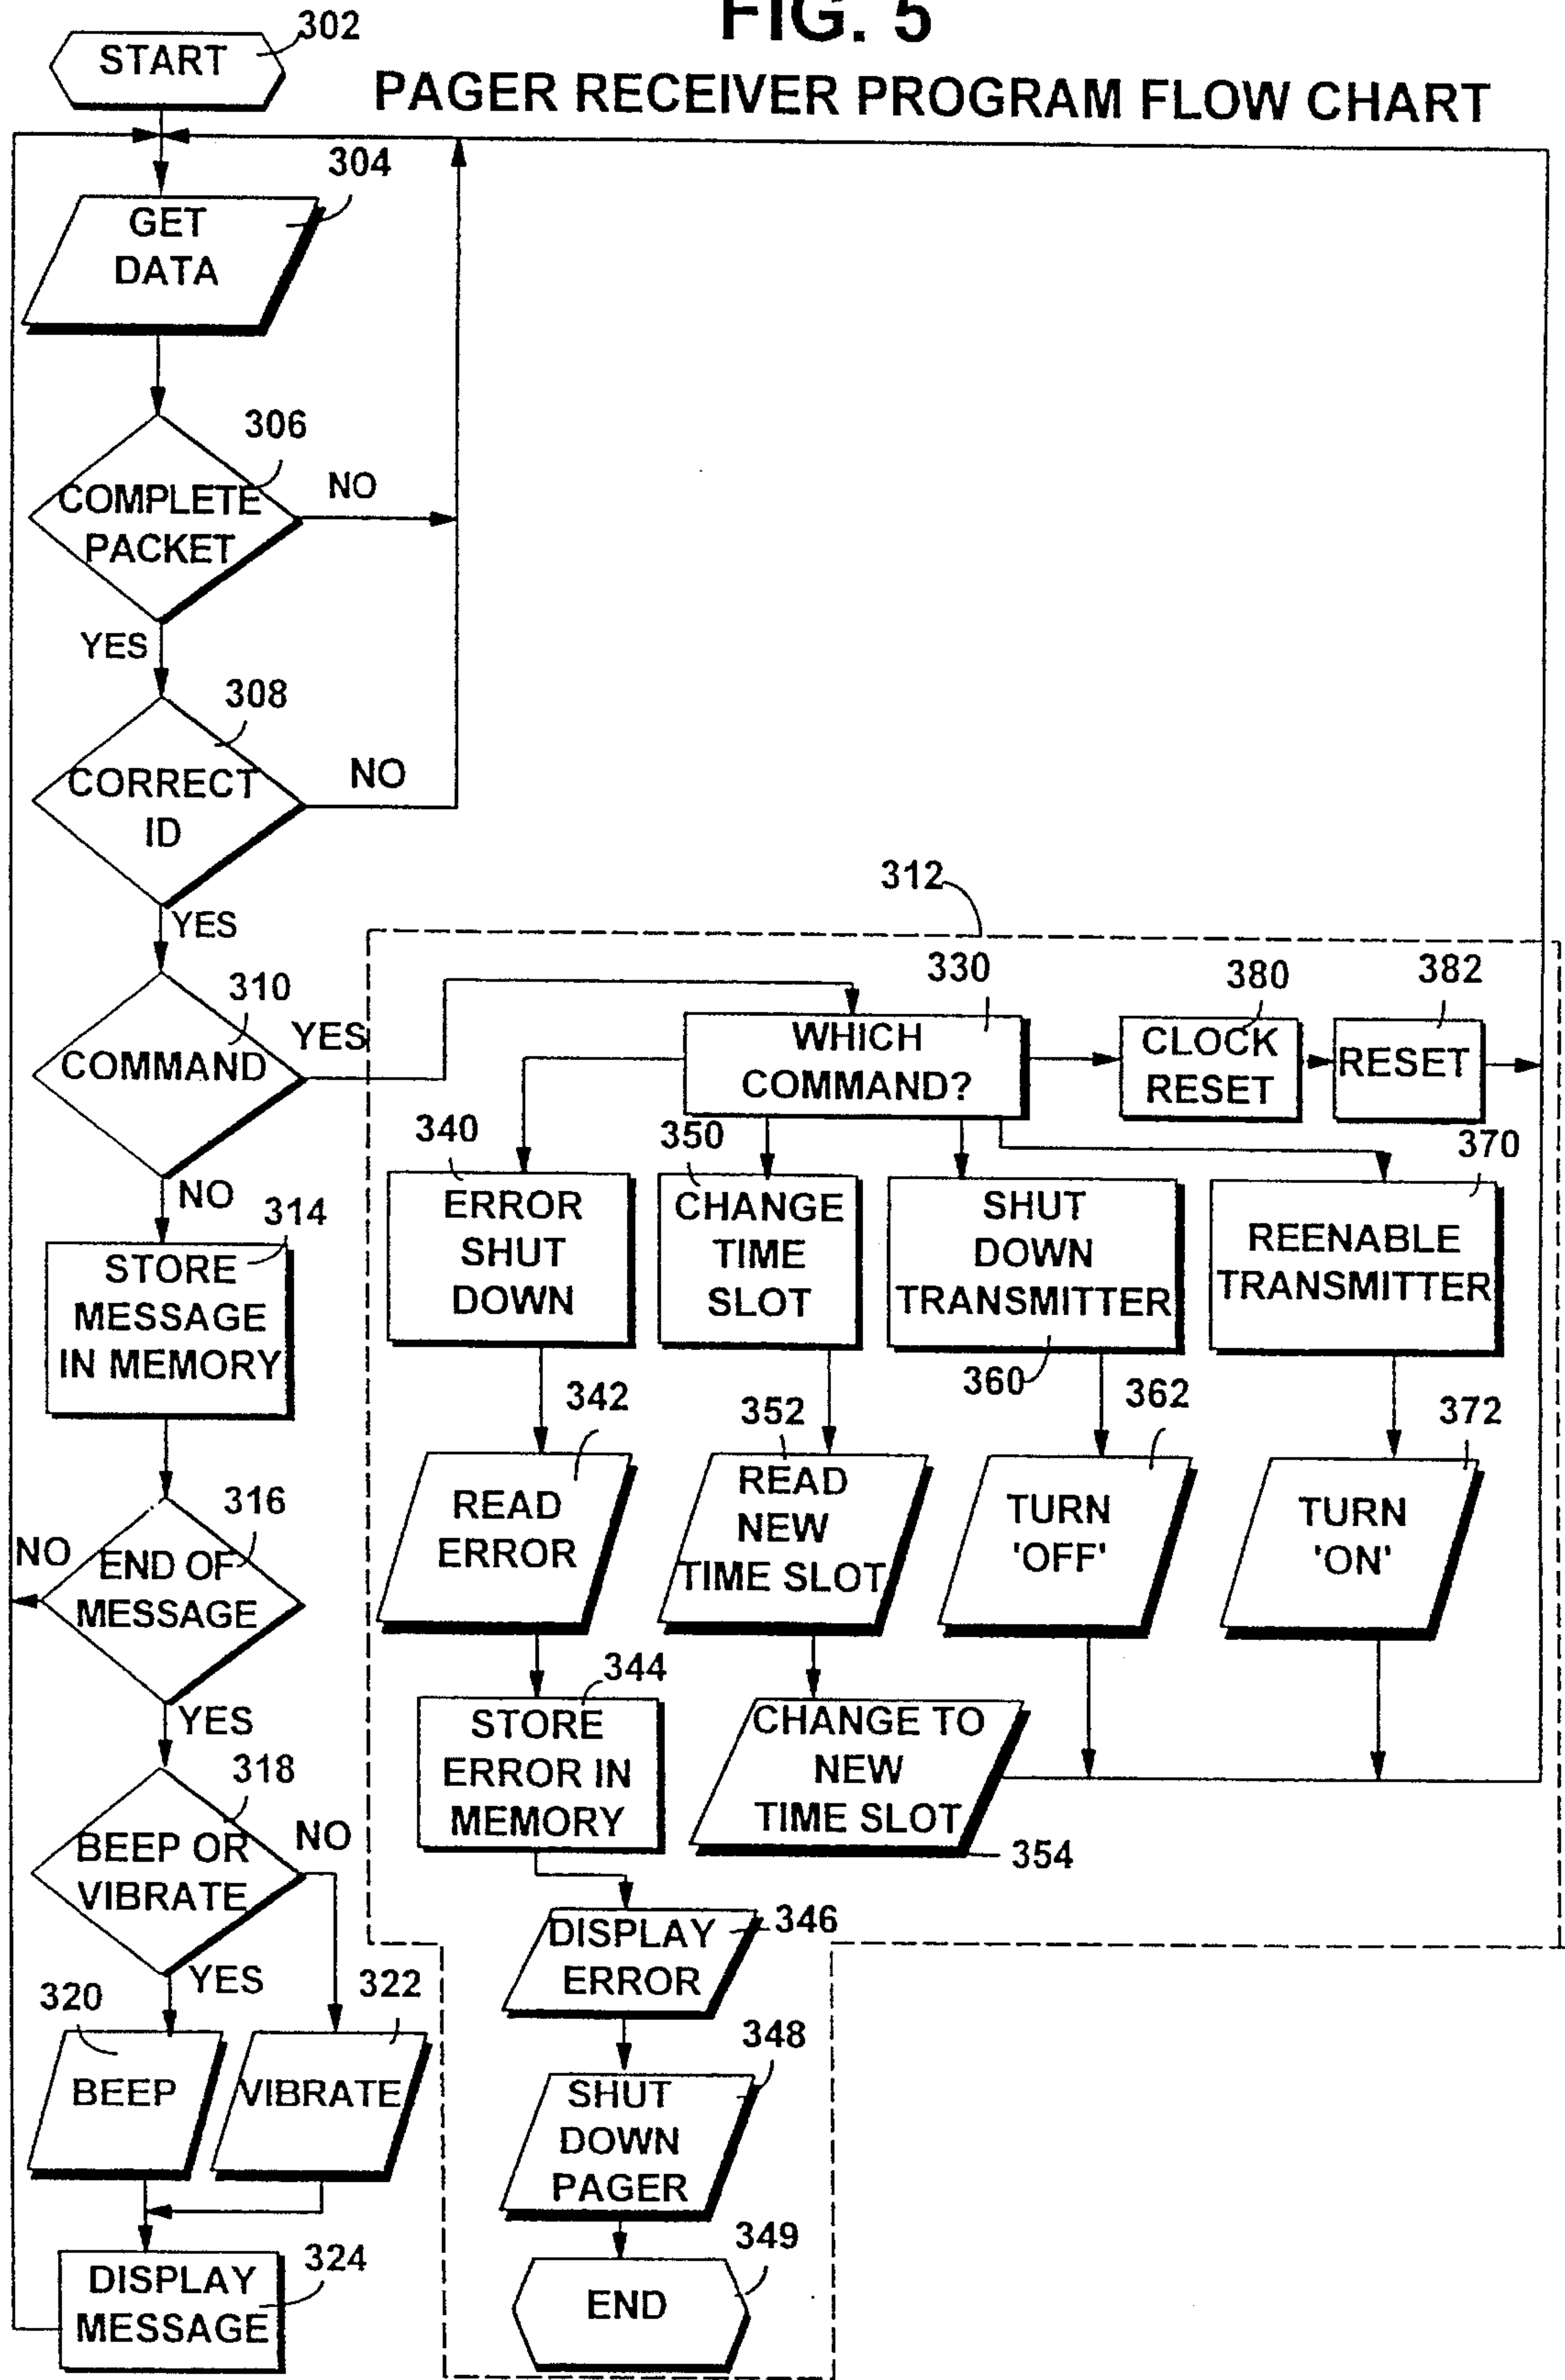 FIG. 5
PAGER RECEIVER PROGRAM FLOW CHART
302
START
304
GET
DATA
306
COMPLETE
PACKET
NO
YES
308
CORRECT
ID
NO
YES
310
COMMAND
YES
NO
312
330
WHICH
COMMAND?
380
CLOCK
RESET
382
RESET
314
STORE
MESSAGE
IN MEMORY
340
ERROR
SHUT
DOWN
350
CHANGE
TIME
SLOT
SHUT
DOWN
TRANSMITTER
360
370
REENABLE
TRANSMITTER
342
READ
ERROR
352
READ
NEW
TIME SLOT
362
TURN
'OFF'
372
TURN
'ON'
316
END OF
MESSAGE
NO
YES
344
STORE
ERROR IN
MEMORY
CHANGE TO
NEW
TIME SLOT
354
318
BEEP OR
VIBRATE
NO
YES
346
DISPLAY
ERROR
320
BEEP
322
VIBRATE
348
SHUT
DOWN
PAGER
324
DISPLAY
MESSAGE
349
END